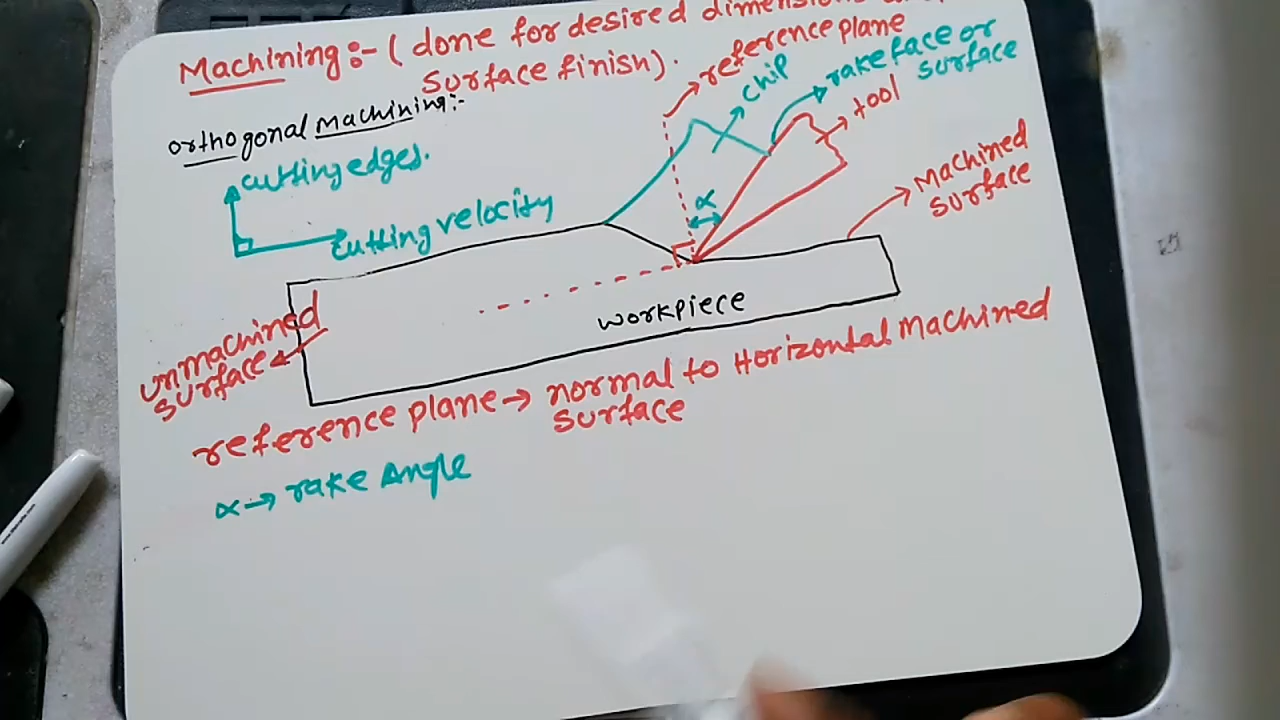 Machining:- (done for desired dimensions
surface finish).
reference plane
chip
rake face or
surface
tool
orthogonal machining:-
cutting edges.
cutting velocity
α
Machined
surface
workpiece
unmachined
surface
reference plane → normal to Horizontal Machined
surface
α → rake Angle